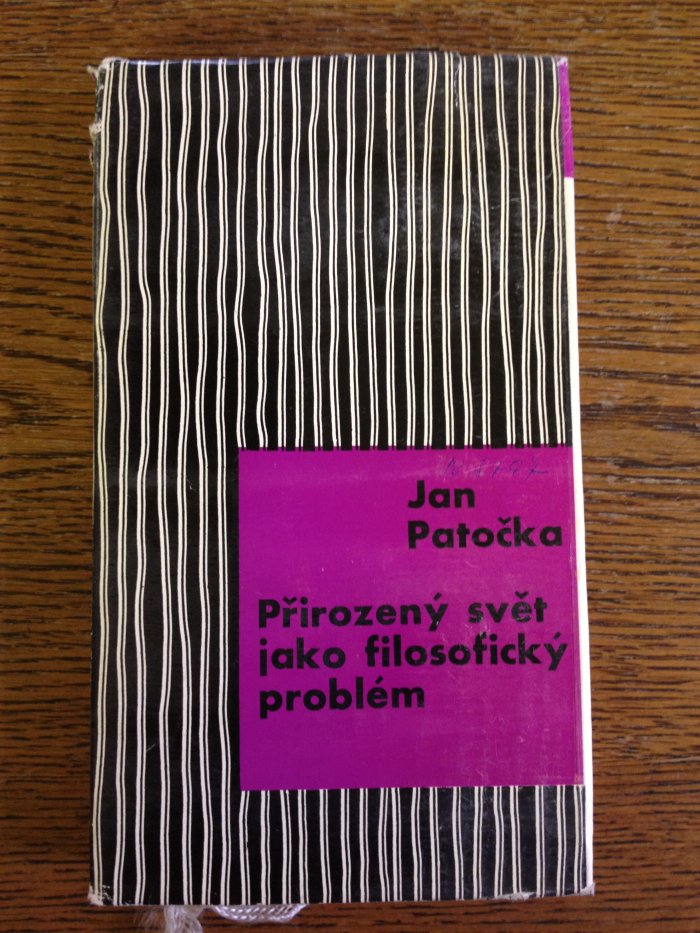 Jan
Patočka
Přirozený svět
jako filosofický
problém